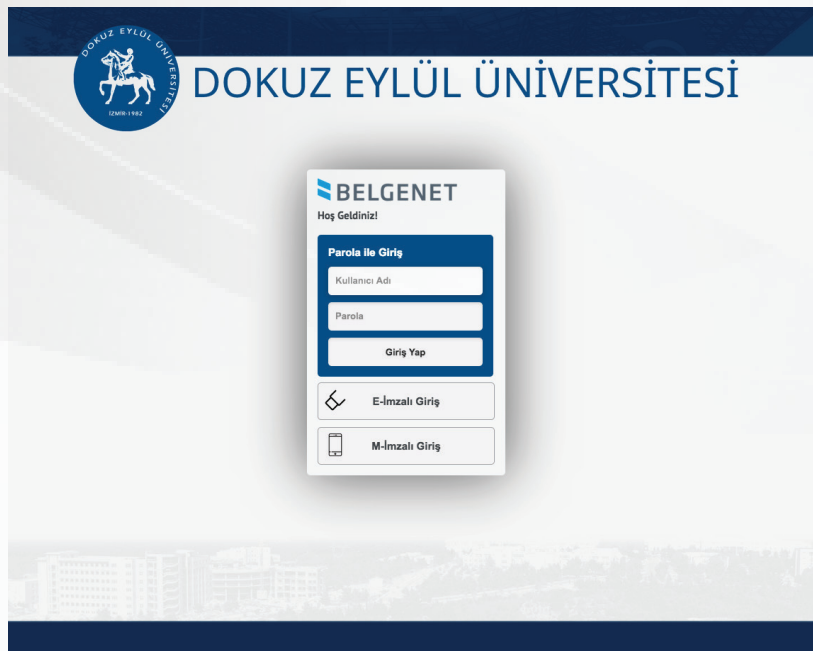 DOKUZ EYLÜL ÜNİVERSİTESİ
İZMİR-1982
DOKUZ EYLÜL ÜNİVERSİTESİ
BELGENET
Hoş Geldiniz!
Parola ile Giriş
Kullanıcı Adı
Parola
Giriş Yap
E-İmzalı Giriş
M-İmzalı Giriş